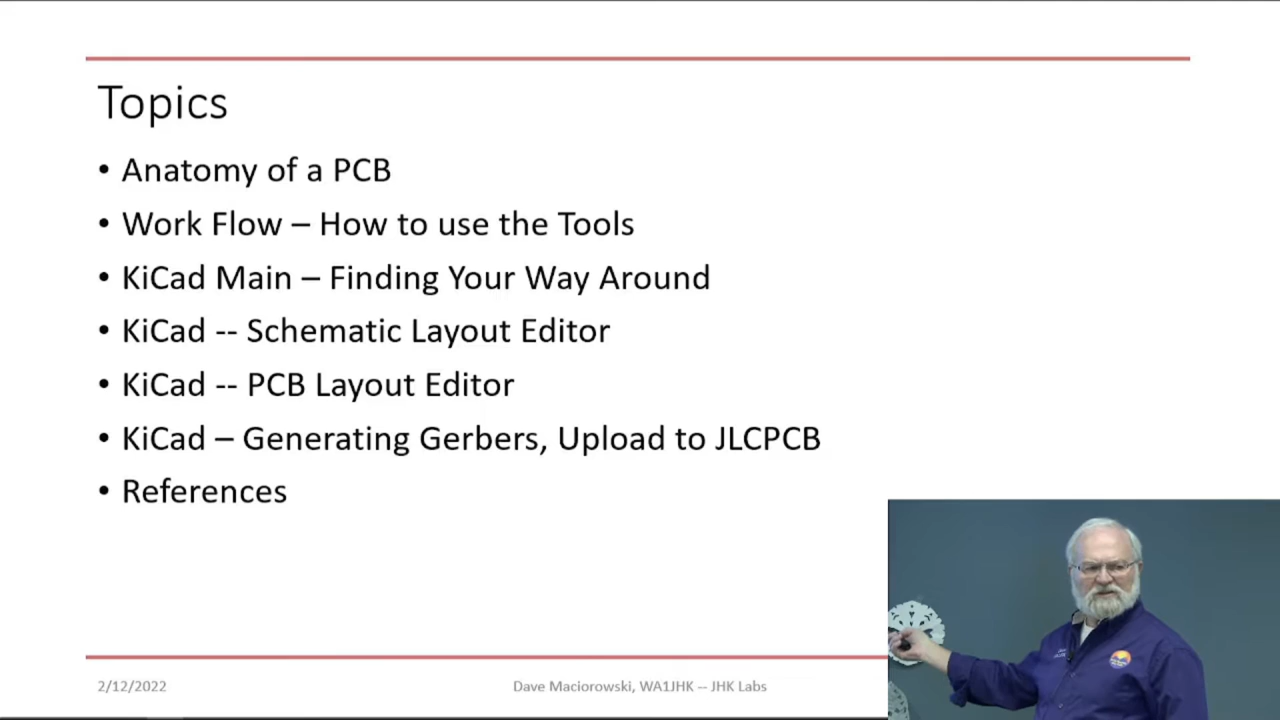 Topics
• Anatomy of a PCB
• Work Flow – How to use the Tools
• KiCad Main – Finding Your Way Around
• KiCad -- Schematic Layout Editor
• KiCad -- PCB Layout Editor
• KiCad – Generating Gerbers, Upload to JLCPCB
• References
2/12/2022
Dave Maciorowski, WA1JHK -- JHK Labs